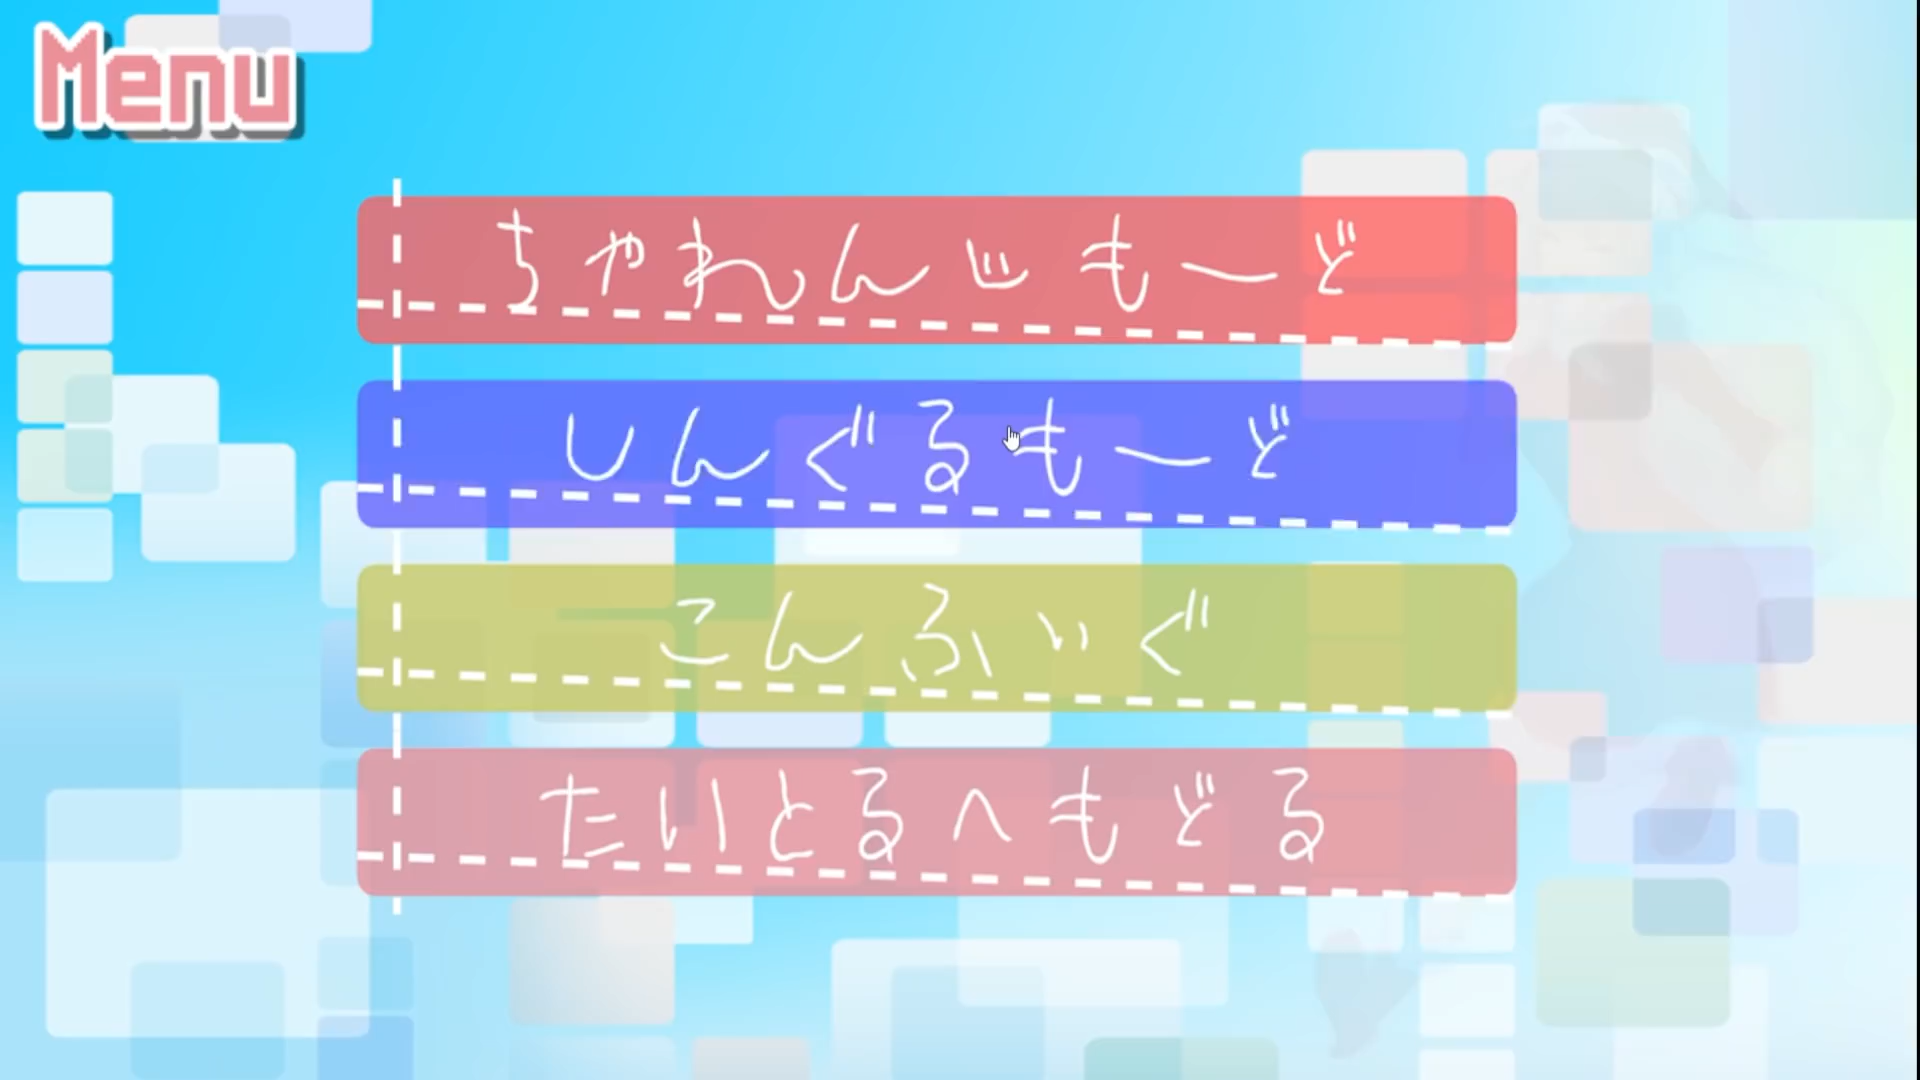 Menu
ちゃれんじもーど
しんぐるもーど
こんふぃぐ
たいとるへもどる